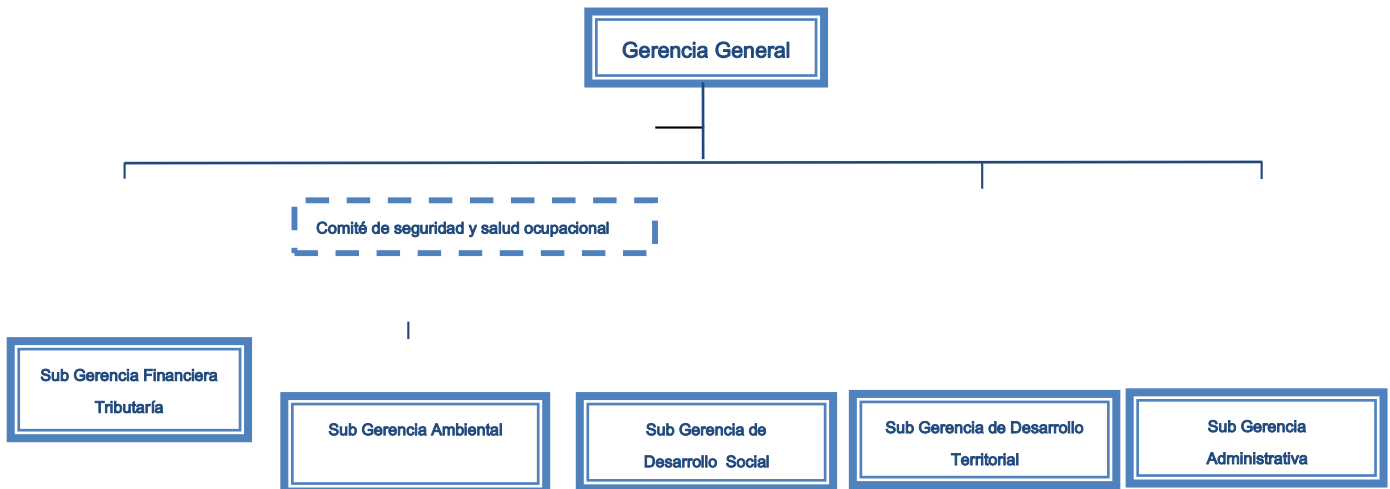 Gerencia General
Comité de seguridad y salud ocupacional
Sub Gerencia Financiera
Tributaría
Sub Gerencia Ambiental
Sub Gerencia de
Desarrollo Social
Sub Gerencia de Desarrollo
Territorial
Sub Gerencia
Administrativa